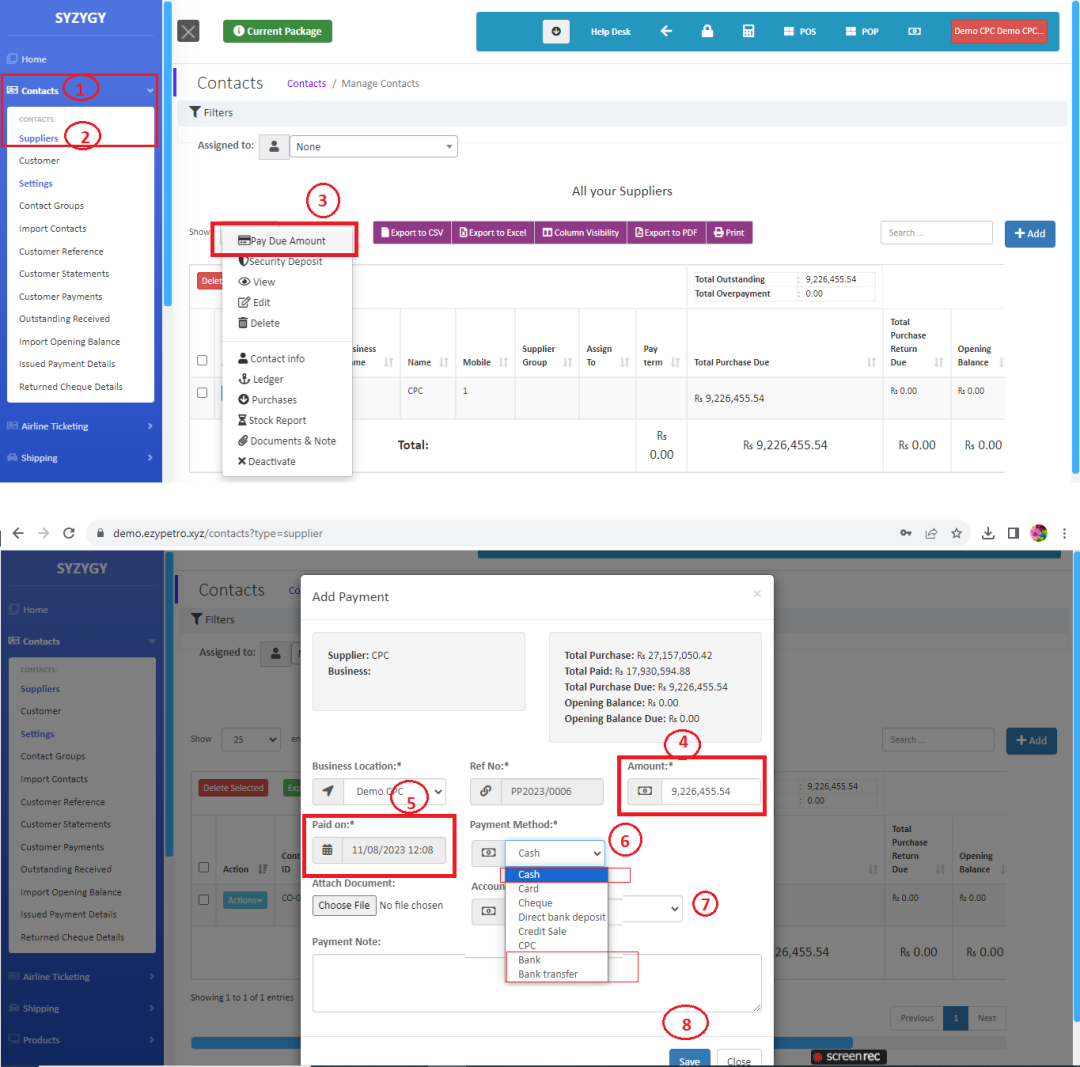 SYZYGY
Current Package
Help Desk
POS
POP
Demo CPC Demo CPC...
Home
Contacts 1
CONTACTS:
Suppliers 2
Customer
Settings
Contact Groups
Import Contacts
Customer Reference
Customer Statements
Customer Payments
Outstanding Received
Import Opening Balance
Issued Payment Details
Returned Cheque Details
Airline Ticketing
Shipping
Contacts Contacts / Manage Contacts
Filters
Assigned to: None
All your Suppliers
3
Show
Export to CSV Export to Excel Column Visibility Export to PDF Print
Search ...
Add
Pay Due Amount
Security Deposit
View
Edit
Delete
Contact info
Ledger
Purchases
Stock Report
Documents & Note
Deactivate
Total Outstanding : 9,226,455.54
Total Overpayment : 0.00
Name Mobile Supplier Group Assign To Pay term Total Purchase Due Total Purchase Return Due Opening Balance
CPC 1 Rs 9,226,455.54 Rs 0.00 Rs 0.00
Total: Rs 0.00 Rs 9,226,455.54 Rs 0.00 Rs 0.00
demo.ezypetro.xyz/contacts?type=supplier
SYZYGY
Home
Contacts
CONTACTS:
Suppliers
Customer
Settings
Contact Groups
Import Contacts
Customer Reference
Customer Statements
Customer Payments
Outstanding Received
Import Opening Balance
Issued Payment Details
Returned Cheque Details
Airline Ticketing
Shipping
Products
Contacts
Filters
Assigned to:
Show 25
Delete Selected
Action
Actions
Showing 1 to 1 of 1 entries
Add Payment ×
Supplier: CPC
Business:
Total Purchase: Rs 27,157,050.42
Total Paid: Rs 17,930,594.88
Total Purchase Due: Rs 9,226,455.54
Opening Balance: Rs 0.00
Opening Balance Due: Rs 0.00
4
Business Location:* Ref No:* Amount:*
Demo CPC PP2023/0006 9,226,455.54
5
Paid on:* Payment Method:*
11/08/2023 12:08 Cash 6
Attach Document:
Choose File No file chosen
Cash
Card
Cheque
Direct bank deposit
Credit Sale
CPC
Bank
Bank transfer
7
Payment Note:
8
Save Close
Search ...
Add
: 9,226,455.54
: 0.00
Total Purchase Return Due Opening Balance
Rs 0.00 Rs 0.00
Rs 0.00 Rs 0.00
Previous 1 Next
screenrec